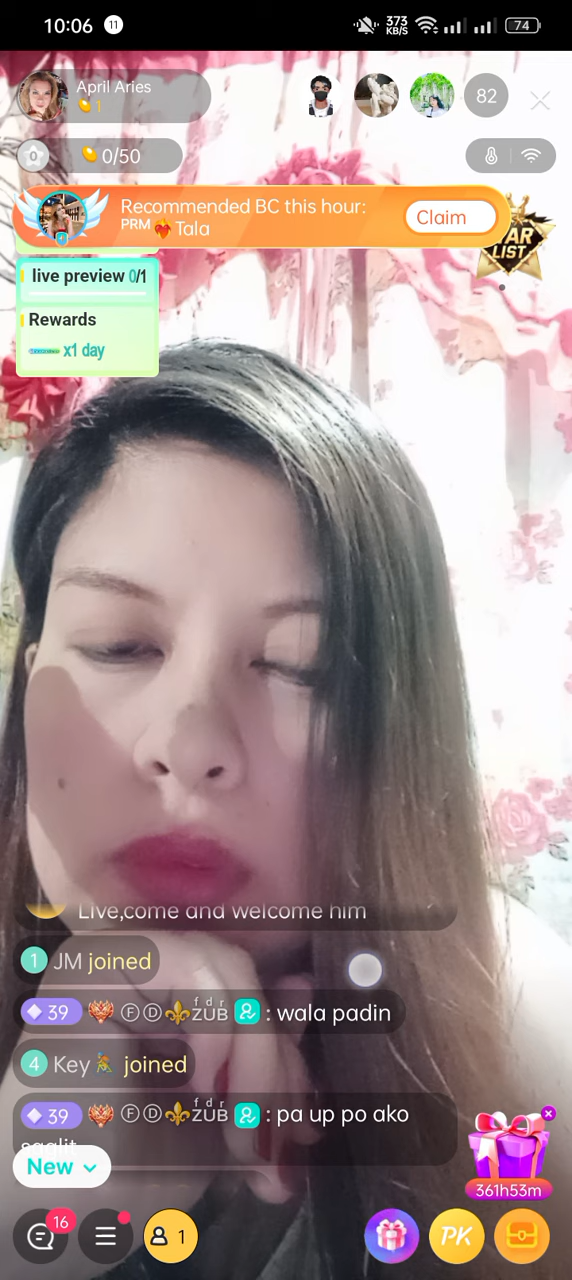 10:06 11 373 KB/S 74
April Aries
1
82
0 0/50
Recommended BC this hour:
PRM Tala
Claim
STAR
LIST
live preview 0/1
Rewards
x1 day
Live,come and welcome him
1 JM joined
39 Ⓕ Ⓓ ZUB f d r : wala padin
4 Key joined
39 Ⓕ Ⓓ ZUB f d r : pa up po ako
saglit
New
361h53m
16
1
PK